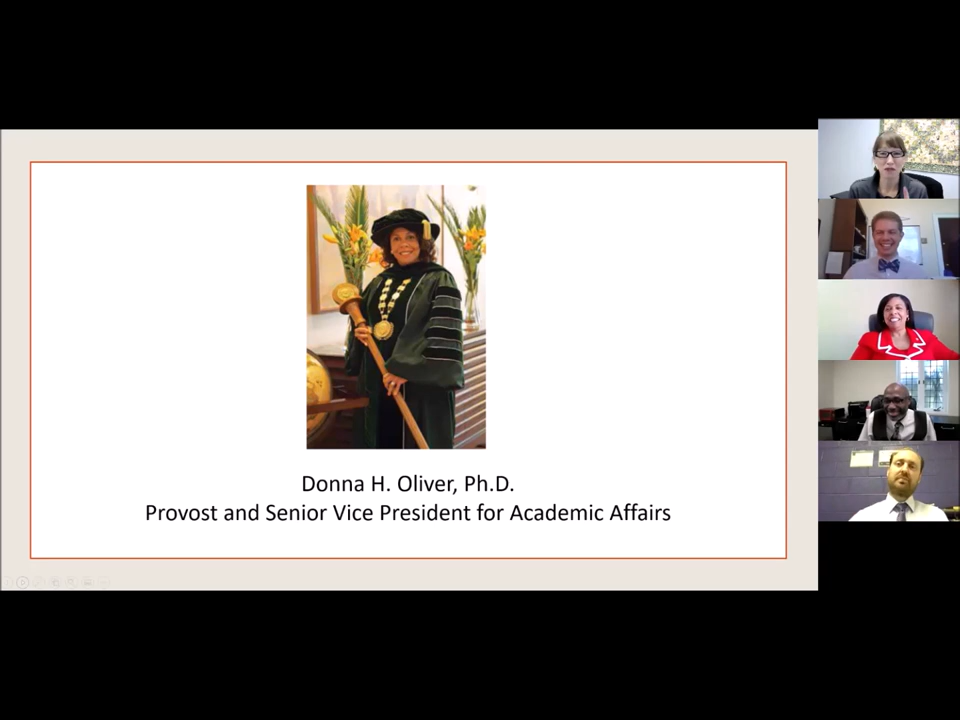 Donna H. Oliver, Ph.D.
Provost and Senior Vice President for Academic Affairs